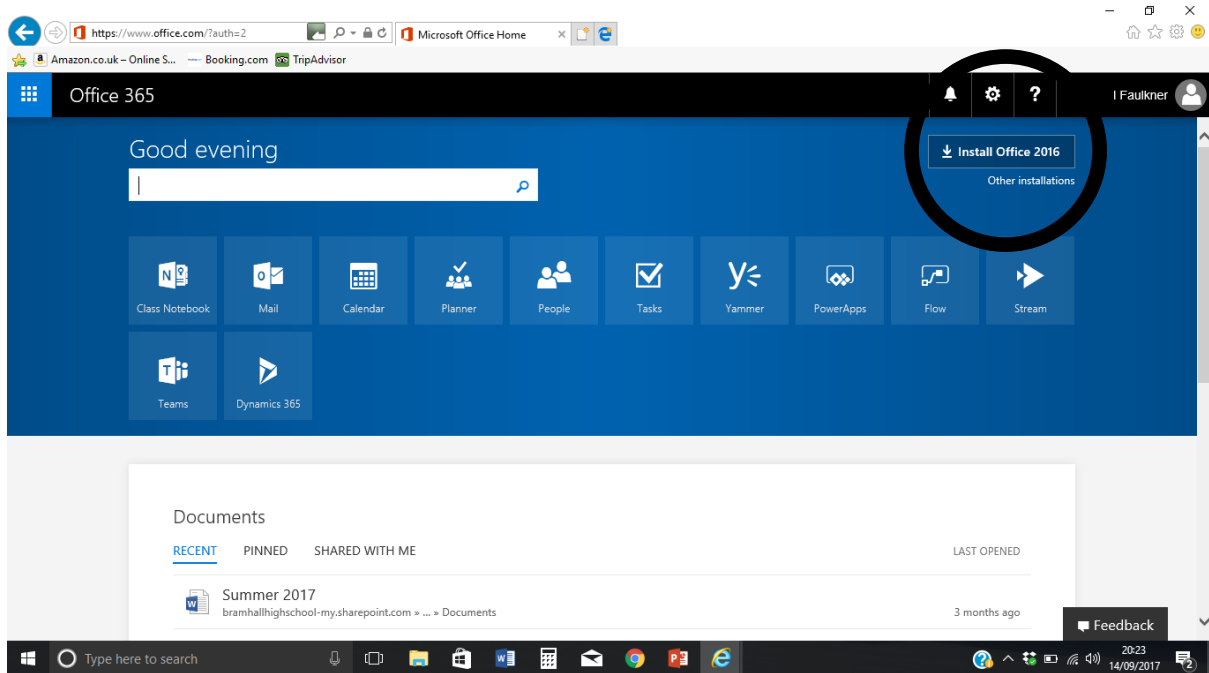 https://www.office.com/?auth=2
Microsoft Office Home
Amazon.co.uk – Online S...
Booking.com
TripAdvisor
Office 365
?
I Faulkner
Good evening
Install Office 2016
Other installations
Class Notebook
Mail
Calendar
Planner
People
Tasks
Yammer
PowerApps
Flow
Stream
Teams
Dynamics 365
Documents
RECENT PINNED SHARED WITH ME LAST OPENED
Summer 2017
bramhallhighschool-my.sharepoint.com » ... » Documents
3 months ago
Feedback
Type here to search
20:23
14/09/2017
2